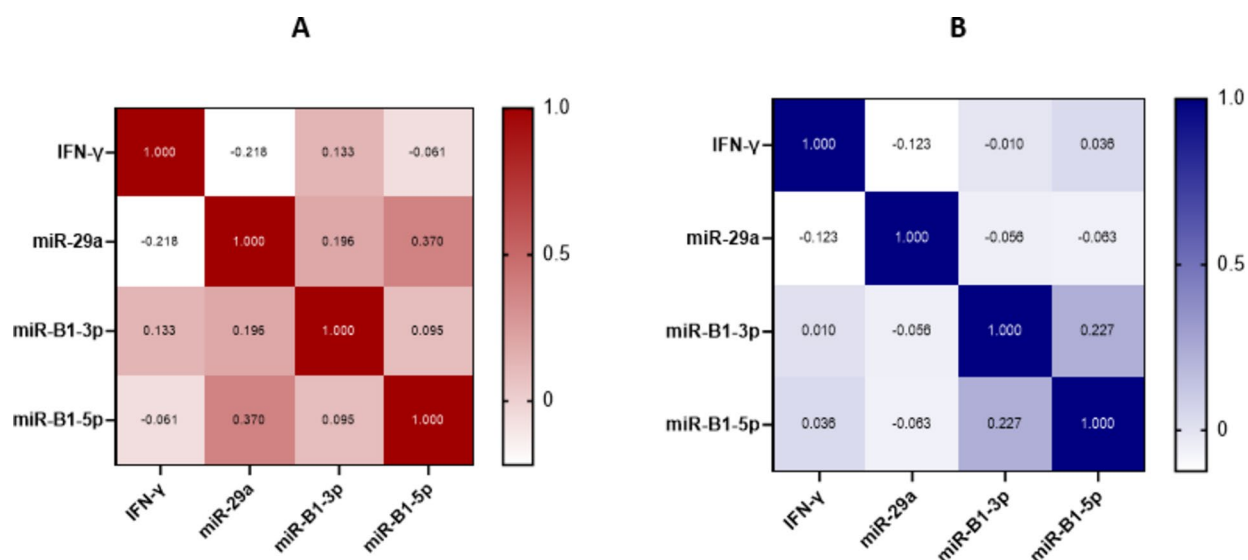 A
B
1.0
0.5
0
IFN-γ
1.000 -0.218 0.133 -0.061
miR-29a
-0.218 1.000 0.196 0.370
miR-B1-3p
0.133 0.196 1.000 0.095
miR-B1-5p
-0.061 0.370 0.095 1.000
IFN-γ miR-29a miR-B1-3p miR-B1-5p
1.0
0.5
0
IFN-γ
1.000 -0.123 -0.010 0.036
miR-29a
-0.123 1.000 -0.056 -0.063
miR-B1-3p
0.010 -0.056 1.000 0.227
miR-B1-5p
0.036 -0.063 0.227 1.000
IFN-γ miR-29a miR-B1-3p miR-B1-5p